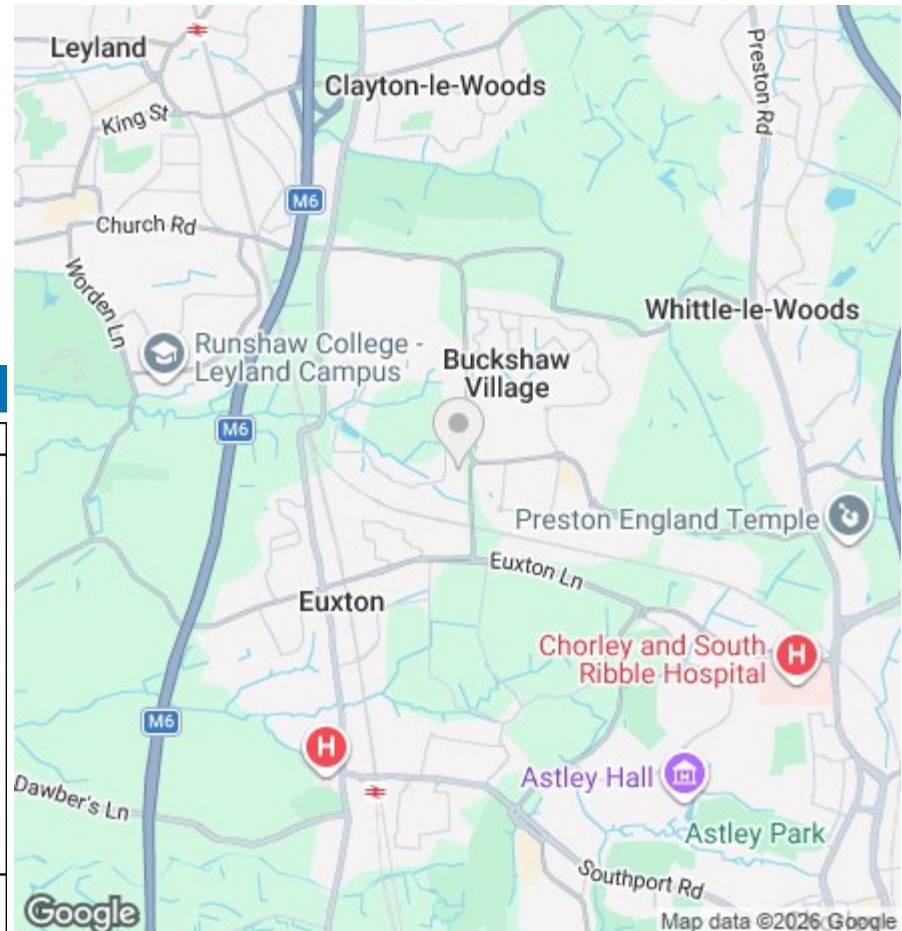 Leyland
Clayton-le-Woods
Preston Rd
King St
M6
Church Rd
Worden Ln
Whittle-le-Woods
Runshaw College -
Leyland Campus
Buckshaw
Village
M6
Preston England Temple
Euxton Ln
Euxton
Chorley and South
Ribble Hospital
H
M6
H
Astley Hall
Dawber's Ln
Astley Park
Southport Rd
Google
Map data ©2026 Google